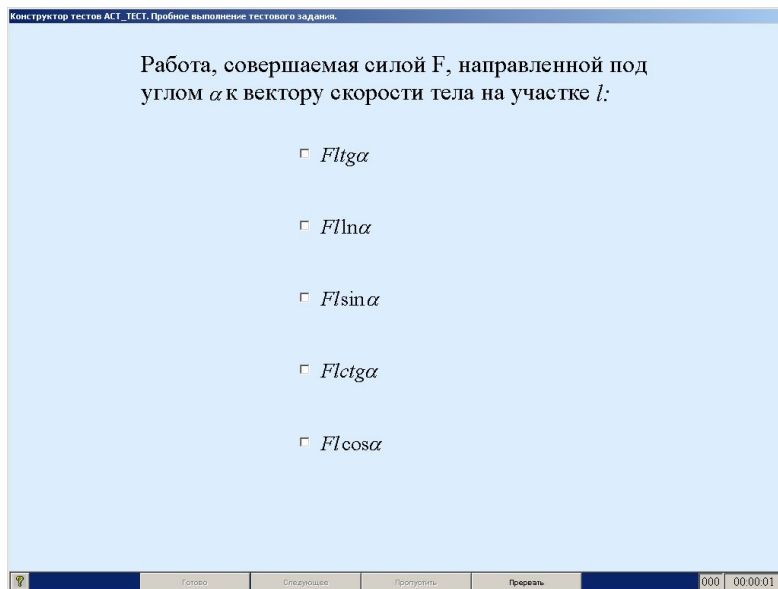 Конструктор тестов АСТ_ТЕСТ. Пробное выполнение тестового задания.
Работа, совершаемая силой F, направленной под
углом α к вектору скорости тела на участке l:
Fltgα
Fllnα
Flsinα
Flctgα
Flcosα
? Готово Следующее Пропустить Прервать 000 00:00:01